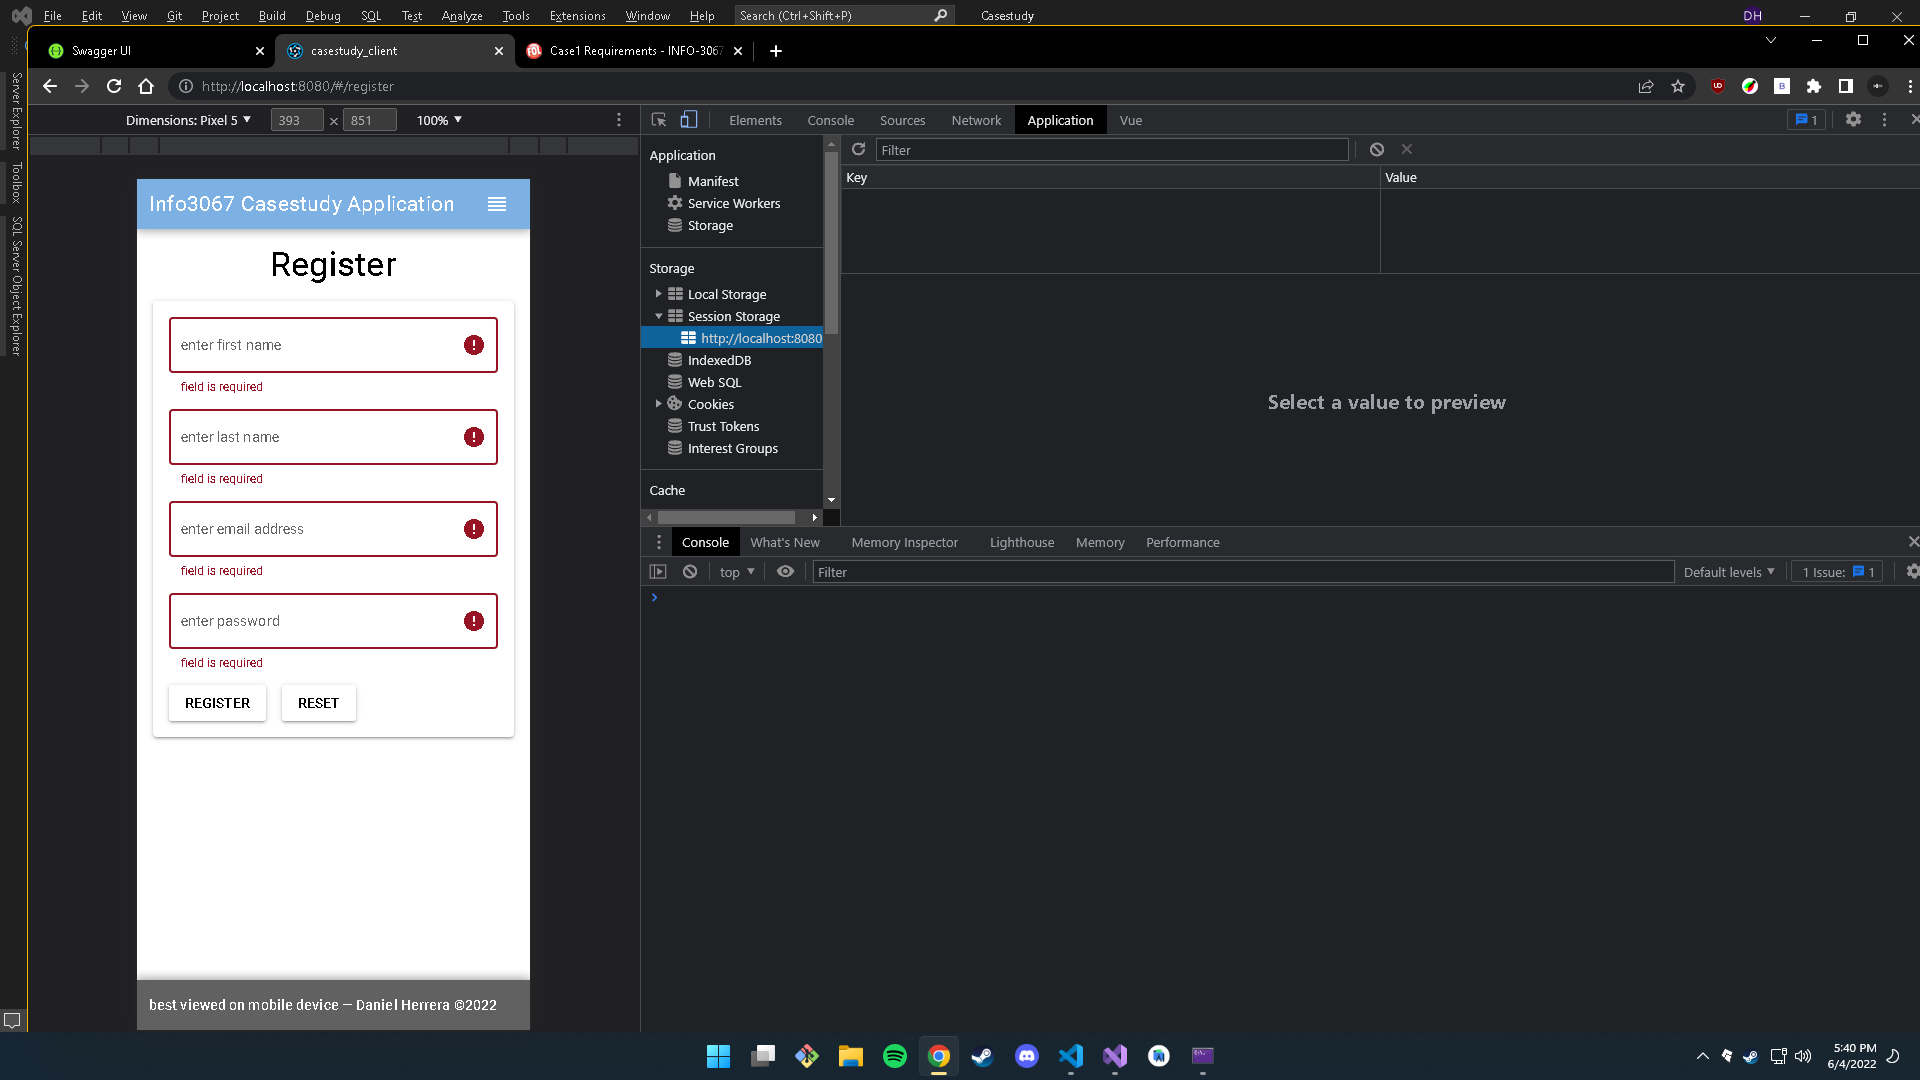 File Edit View Git Project Build Debug SQL Test Analyze Tools Extensions Window Help Search (Ctrl+Shift+P) Casestudy DH
Swagger UI casestudy_client Case1 Requirements - INFO-3067
http://localhost:8080/#/register
Server Explorer
Toolbox
SQL Server Object Explorer
Dimensions: Pixel 5 393 × 851 100%
Elements Console Sources Network Application Vue 1
Info3067 Casestudy Application
Register
enter first name
field is required
enter last name
field is required
enter email address
field is required
enter password
field is required
REGISTER RESET
best viewed on mobile device — Daniel Herrera ©2022
Application
Manifest
Service Workers
Storage
Storage
Local Storage
Session Storage
http://localhost:8080
IndexedDB
Web SQL
Cookies
Trust Tokens
Interest Groups
Cache
Filter
Key Value
Select a value to preview
Console What's New Memory Inspector Lighthouse Memory Performance
top Filter Default levels 1 Issue: 1
5:40 PM
6/4/2022